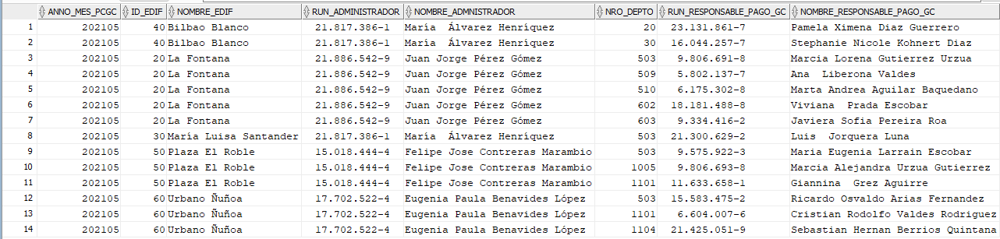 ANNO_MES_PCGC ID_EDIF NOMBRE_EDIF RUN_ADMINISTRADOR NOMBRE_ADMNISTRADOR NRO_DEPTO RUN_RESPONSABLE_PAGO_GC NOMBRE_RESPONSABLE_PAGO_GC
1 202105 40 Bilbao Blanco 21.817.386-1 María  Álvarez Henríquez 20 23.131.861-7 Pamela Ximena Diaz Guerrero
2 202105 40 Bilbao Blanco 21.817.386-1 María  Álvarez Henríquez 30 16.044.257-7 Stephanie Nicole Kohnert Diaz
3 202105 20 La Fontana 21.886.542-9 Juan Jorge Pérez Gómez 503 9.806.691-8 Marcia Lorena Gutierrez Urzua
4 202105 20 La Fontana 21.886.542-9 Juan Jorge Pérez Gómez 509 5.802.137-7 Ana  Liberona Valdes
5 202105 20 La Fontana 21.886.542-9 Juan Jorge Pérez Gómez 510 6.175.302-8 Marta Andrea Aguilar Baquedano
6 202105 20 La Fontana 21.886.542-9 Juan Jorge Pérez Gómez 602 18.181.488-8 Viviana  Prada Escobar
7 202105 20 La Fontana 21.886.542-9 Juan Jorge Pérez Gómez 603 9.334.416-2 Javiera Sofia Pereira Roa
8 202105 30 María Luisa Santander 21.817.386-1 María  Álvarez Henríquez 503 21.300.629-2 Luis  Jorquera Luna
9 202105 50 Plaza El Roble 15.018.444-4 Felipe Jose Contreras Marambio 503 9.575.922-3 Maria Eugenia Larrain Escobar
10 202105 50 Plaza El Roble 15.018.444-4 Felipe Jose Contreras Marambio 1005 9.806.693-8 Marcia Alejandra Urzua Gutierrez
11 202105 50 Plaza El Roble 15.018.444-4 Felipe Jose Contreras Marambio 1101 11.633.658-1 Giannina  Grez Aguirre
12 202105 60 Urbano Ñuñoa 17.702.522-4 Eugenia Paula Benavides López 503 15.583.475-2 Ricardo Osvaldo Arias Fernandez
13 202105 60 Urbano Ñuñoa 17.702.522-4 Eugenia Paula Benavides López 1101 6.604.007-6 Cristian Rodolfo Valdes Rodriguez
14 202105 60 Urbano Ñuñoa 17.702.522-4 Eugenia Paula Benavides López 1104 21.425.051-9 Sebastian Hernan Berrios Quintana